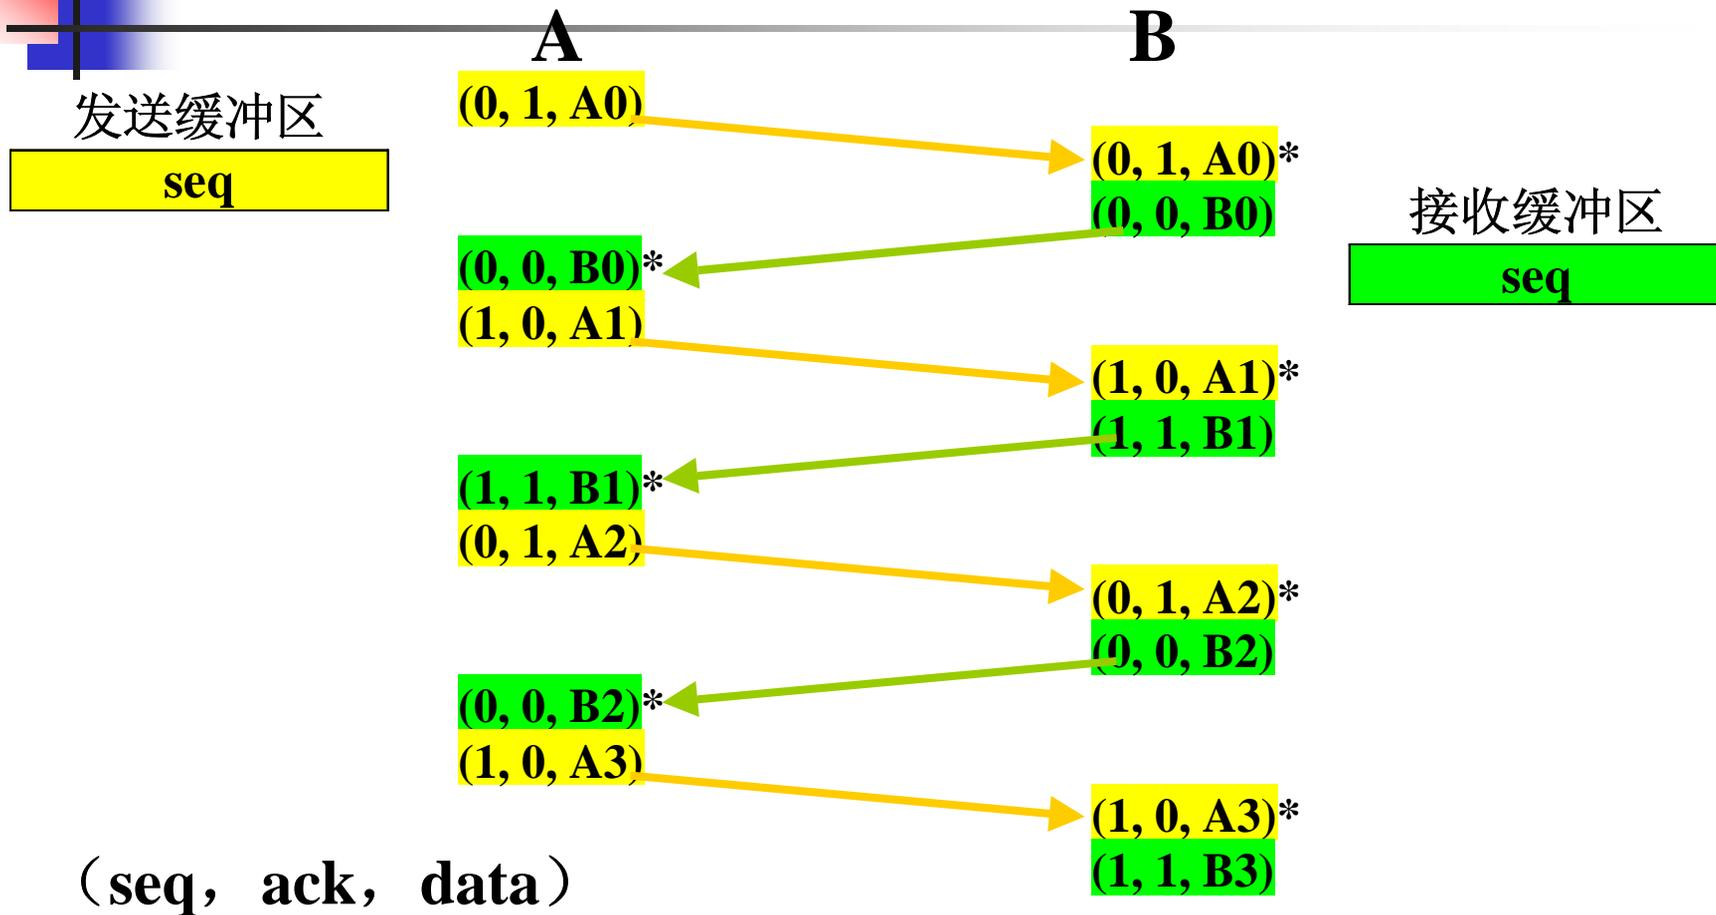 A B
(0, 1, A0)
发送缓冲区
(0, 1, A0)*
seq
(0, 0, B0)
接收缓冲区
(0, 0, B0)*
seq
(1, 0, A1)
(1, 0, A1)*
(1, 1, B1)
(1, 1, B1)*
(0, 1, A2)
(0, 1, A2)*
(0, 0, B2)
(0, 0, B2)*
(1, 0, A3)
(1, 0, A3)*
(1, 1, B3)
（seq，ack，data）